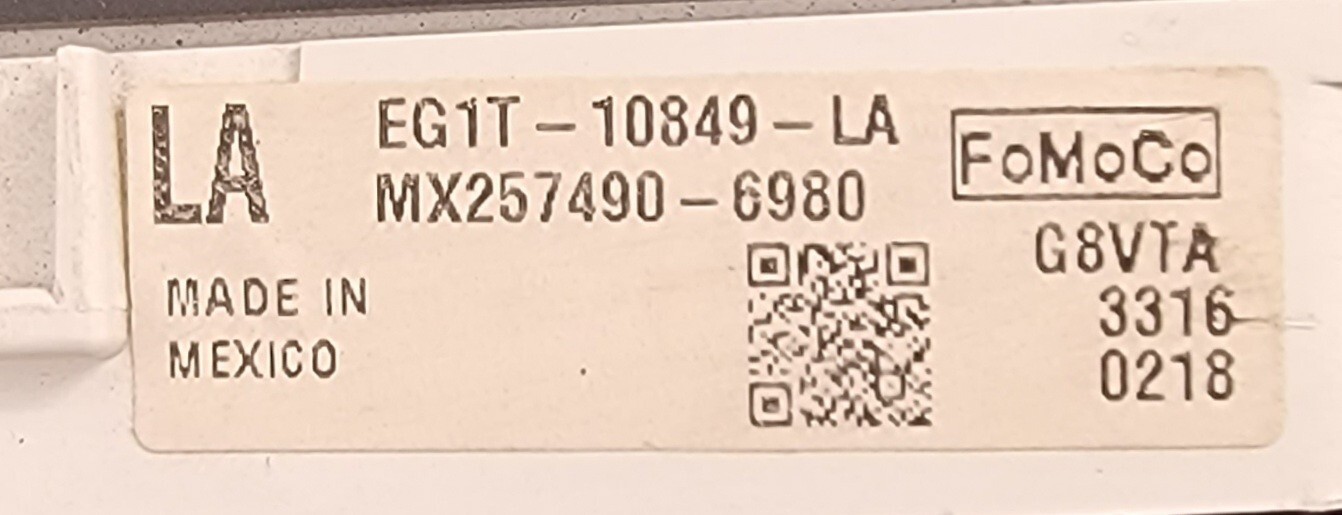 LA
EG1T-10849-LA
MX257490-6980
FoMoCo
G8VTA
3316
0218
MADE IN
MEXICO